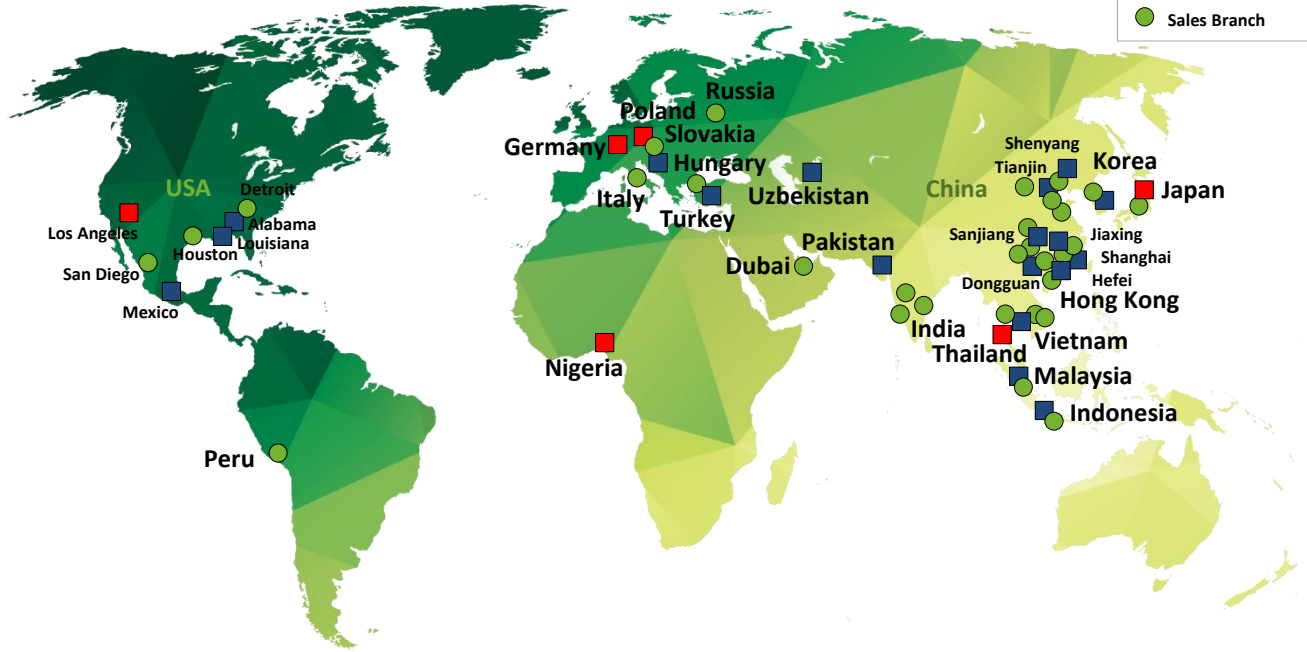 Sales Branch
Russia
Poland
Slovakia
Germany
Hungary
Italy
Turkey
Uzbekistan
Shenyang
Tianjin
Korea
China
Japan
USA
Detroit
Alabama
Los Angeles
Louisiana
Houston
San Diego
Mexico
Pakistan
Dubai
Sanjiang
Jiaxing
Shanghai
Hefei
Dongguan
Hong Kong
India
Vietnam
Thailand
Nigeria
Malaysia
Indonesia
Peru